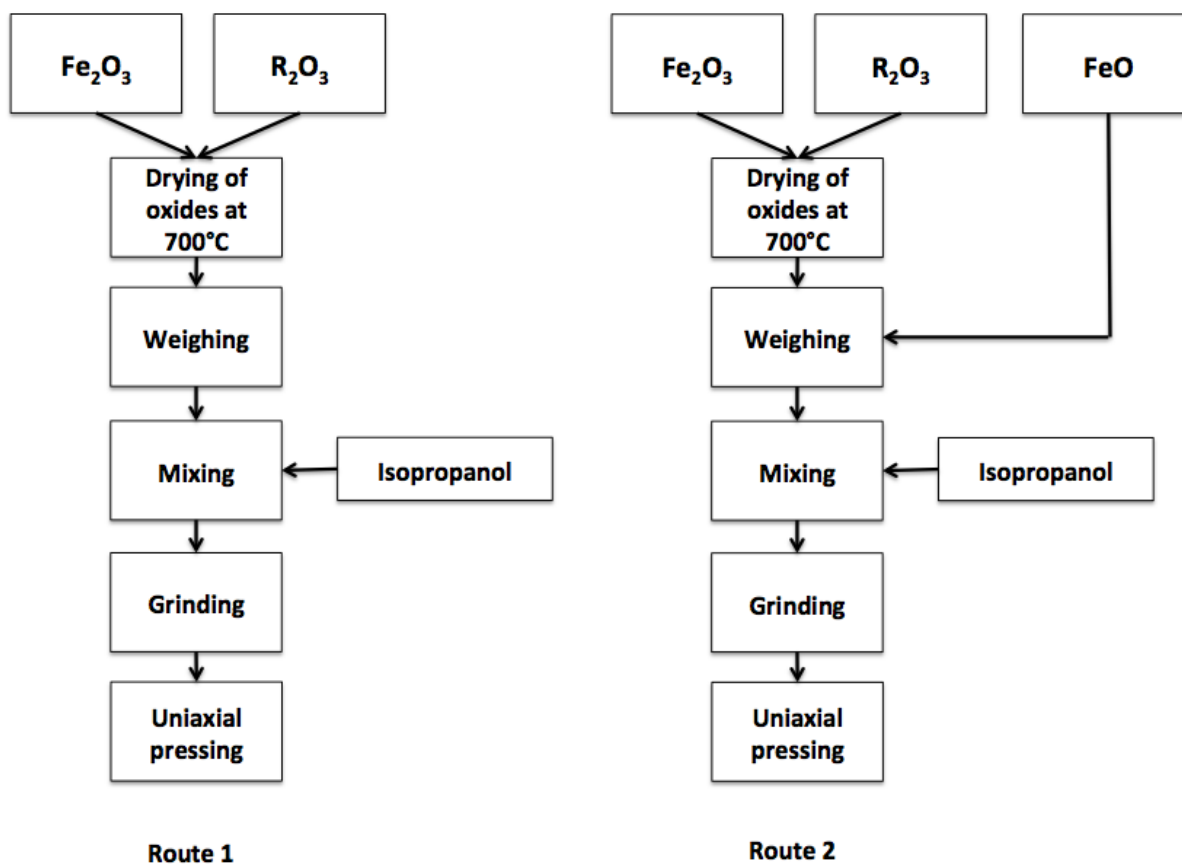 Fe₂O₃
R₂O₃
Drying of
oxides at
700°C
Weighing
Mixing
Isopropanol
Grinding
Uniaxial
pressing
Route 1
Fe₂O₃
R₂O₃
FeO
Drying of
oxides at
700°C
Weighing
Mixing
Isopropanol
Grinding
Uniaxial
pressing
Route 2